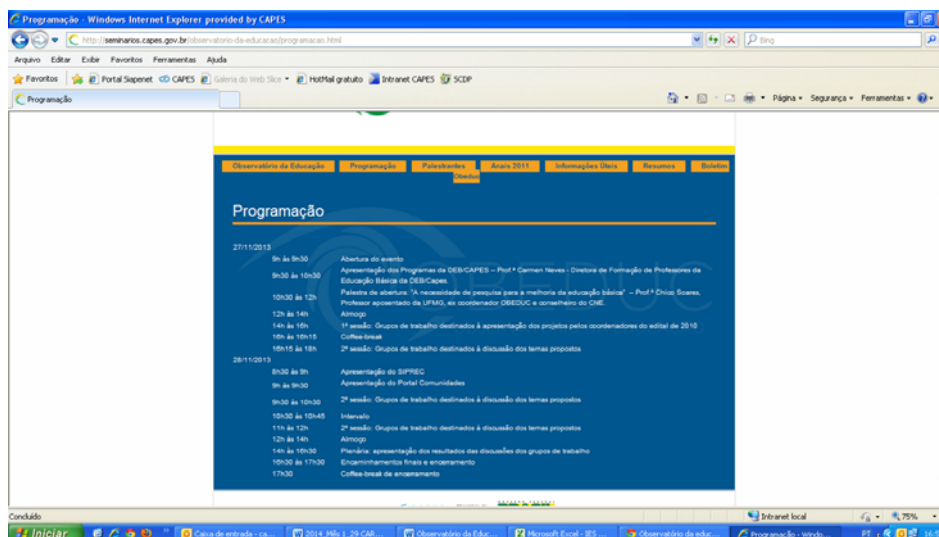 Programação - Windows Internet Explorer provided by CAPES
http://seminarios.capes.gov.br/observatorio-da-educacao/programacao.html
Bing
Arquivo Editar Exibir Favoritos Ferramentas Ajuda
Favoritos Portal Siapenet CAPES Galeria do Web Slice HotMail gratuito Intranet CAPES SCDP
Programação Página Segurança Ferramentas
Observatório da Educação Programação Palestrantes Anais 2011 Informações Úteis Resumos Boletim
Obeduc
Programação
OBEDUC
27/11/2013
9h às 9h30 Abertura do evento
9h30 às 10h30 Apresentação dos Programas da DEB/CAPES – Prof.ª Carmen Neves - Diretora de Formação de Professores da
Educação Básica da DEB/Capes
10h30 às 12h Palestra de abertura: "A necessidade de pesquisa para a melhoria da educação básica" – Prof.ª Chico Soares,
Professor aposentado da UFMG, ex coordenador OBEDUC e conselheiro do CNE.
12h às 14h Almoço
14h às 16h 1ª sessão: Grupos de trabalho destinados à apresentação dos projetos pelos coordenadores do edital de 2010
16h às 16h15 Coffee-break
16h15 às 18h 2ª sessão: Grupos de trabalho destinados à discussão dos temas propostos
28/11/2013
8h30 às 9h Apresentação do SIPREC
9h às 9h30 Apresentação do Portal Comunidades
9h30 às 10h30 2ª sessão: Grupos de trabalho destinados à discussão dos temas propostos
10h30 às 10h45 Intervalo
11h às 12h 2ª sessão: Grupos de trabalho destinados à discussão dos temas propostos
12h às 14h Almoço
14h às 16h30 Plenária: apresentação dos resultados das discussões dos grupos de trabalho
16h30 às 17h30 Encaminhamentos finais e encerramento
17h30 Coffee-break de encerramento
Concluído Intranet local 75%
Iniciar Caixa de entrada - ca... 2014 Mês 1 29 CAR... Observatório da Educ... Microsoft Excel - IES ... Observatório da educ... Programação - Windo... PT